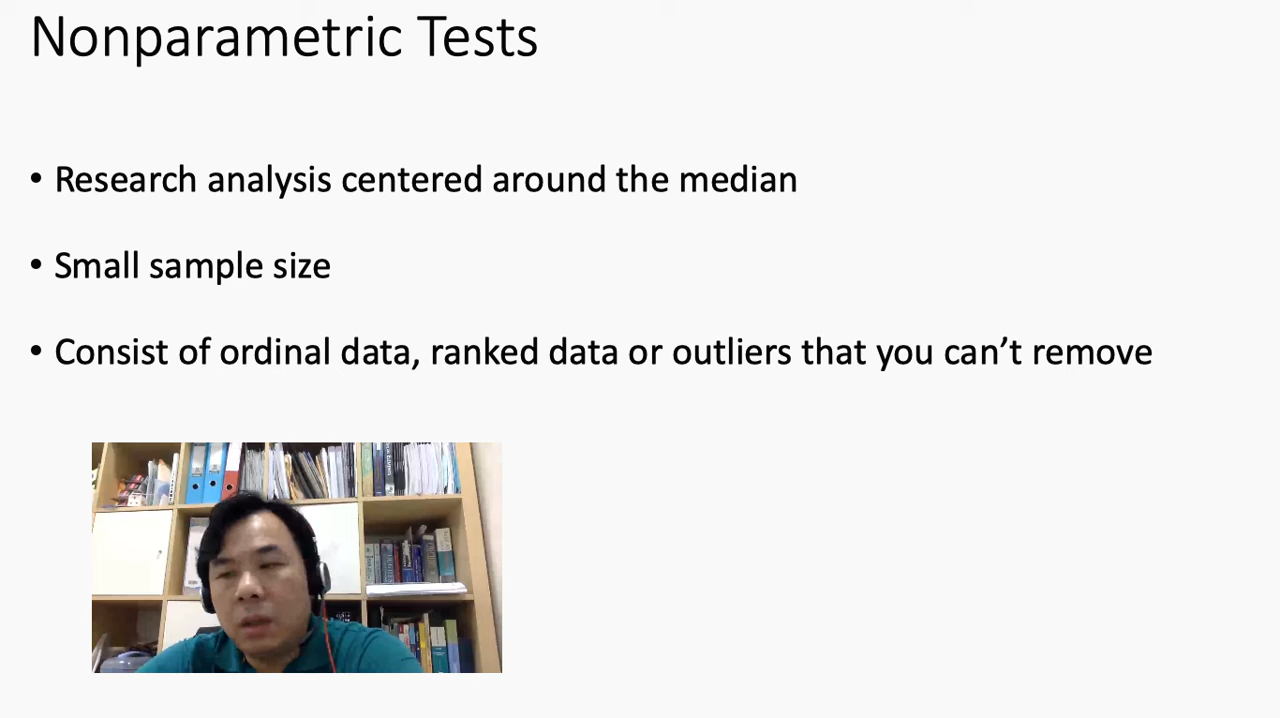 Nonparametric Tests
• Research analysis centered around the median
• Small sample size
• Consist of ordinal data, ranked data or outliers that you can’t remove